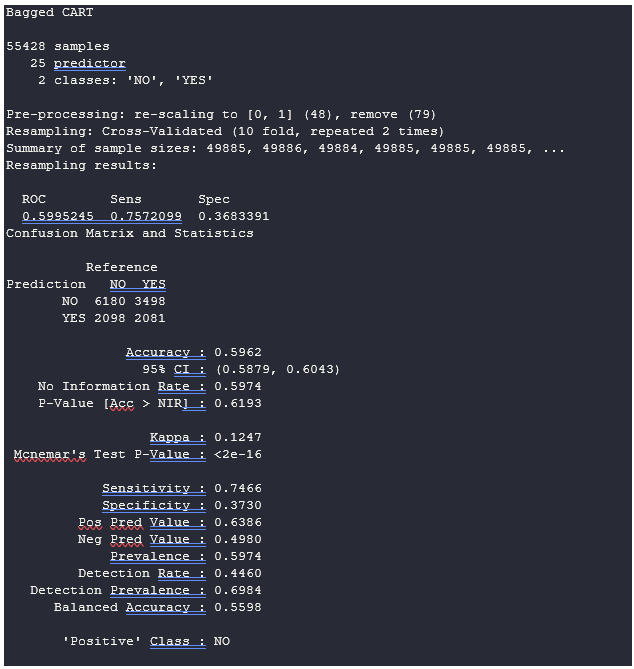 Bagged CART
55428 samples
25 predictor
2 classes: 'NO', 'YES'
Pre-processing: re-scaling to [0, 1] (48), remove (79)
Resampling: Cross-Validated (10 fold, repeated 2 times)
Summary of sample sizes: 49885, 49886, 49884, 49885, 49885, 49885, ...
Resampling results:
ROC Sens Spec
0.5995245 0.7572099 0.3683391
Confusion Matrix and Statistics
Reference
Prediction NO YES
NO 6180 3498
YES 2098 2081
Accuracy : 0.5962
95% CI : (0.5879, 0.6043)
No Information Rate : 0.5974
P-Value [Acc > NIR] : 0.6193
Kappa : 0.1247
Mcnemar's Test P-Value : <2e-16
Sensitivity : 0.7466
Specificity : 0.3730
Pos Pred Value : 0.6386
Neg Pred Value : 0.4980
Prevalence : 0.5974
Detection Rate : 0.4460
Detection Prevalence : 0.6984
Balanced Accuracy : 0.5598
'Positive' Class : NO